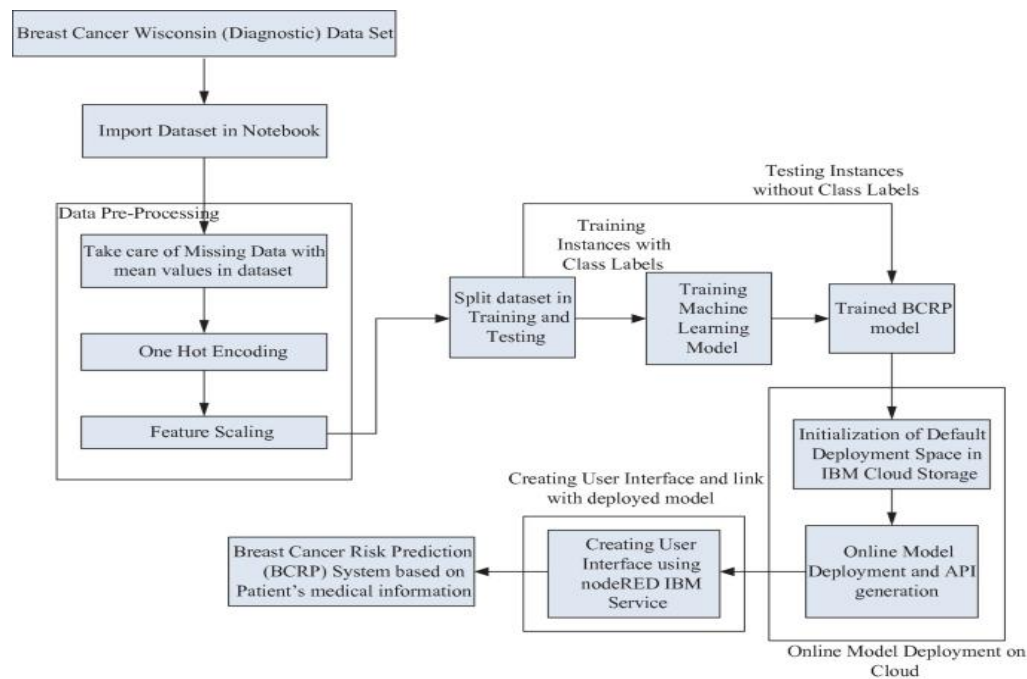 Breast Cancer Wisconsin (Diagnostic) Data Set
Import Dataset in Notebook
Data Pre-Processing
Take care of Missing Data with
mean values in dataset
One Hot Encoding
Feature Scaling
Split dataset in
Training and
Testing
Training
Instances with
Class Labels
Testing Instances
without Class Labels
Training
Machine
Learning
Model
Trained BCRP
model
Initialization of Default
Deployment Space in
IBM Cloud Storage
Online Model
Deployment and API
generation
Online Model Deployment on
Cloud
Creating User Interface and link
with deployed model
Creating User
Interface using
nodeRED IBM
Service
Breast Cancer Risk Prediction
(BCRP) System based on
Patient's medical information